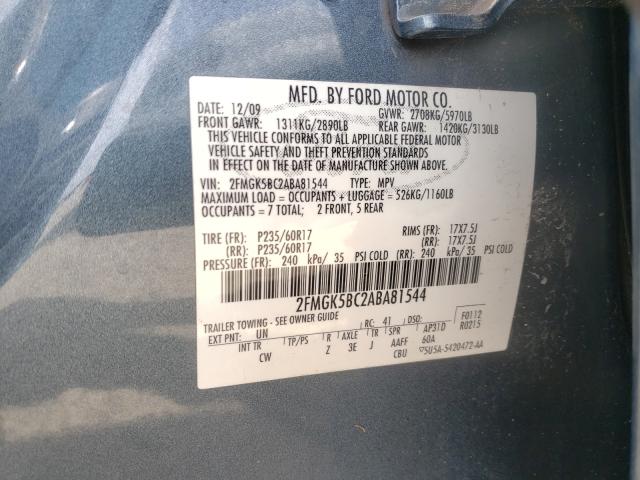 MFD. BY FORD MOTOR CO.
DATE: 12/09 GVWR: 2708KG/5970LB
FRONT GAWR: 1311KG/2890LB REAR GAWR: 1420KG/3130LB
THIS VEHICLE CONFORMS TO ALL APPLICABLE FEDERAL MOTOR
VEHICLE SAFETY AND THEFT PREVENTION STANDARDS
IN EFFECT ON THE DATE OF MANUFACTURE SHOWN ABOVE.
VIN: 2FMGK5BC2ABA81544 TYPE: MPV
MAXIMUM LOAD = OCCUPANTS + LUGGAGE = 526KG/1160LB
OCCUPANTS = 7 TOTAL; 2 FRONT, 5 REAR
TIRE (FR): P235/60R17 RIMS (FR): 17X7.5J
(RR): P235/60R17 (RR): 17X7.5J
PRESSURE (FR): 240 kPa/ 35 PSI COLD (RR): 240 kPa/ 35 PSI COLD
2FMGK5BC2ABA81544
TRAILER TOWING - SEE OWNER GUIDE
F0112
R0215
EXT PNT: UN RC: 41 DSO:
INT TR TP/PS R AXLE TR SPR AP31D
CW Z 3E J AAFF 60A
CBU ▽5U5A-5420472-AA